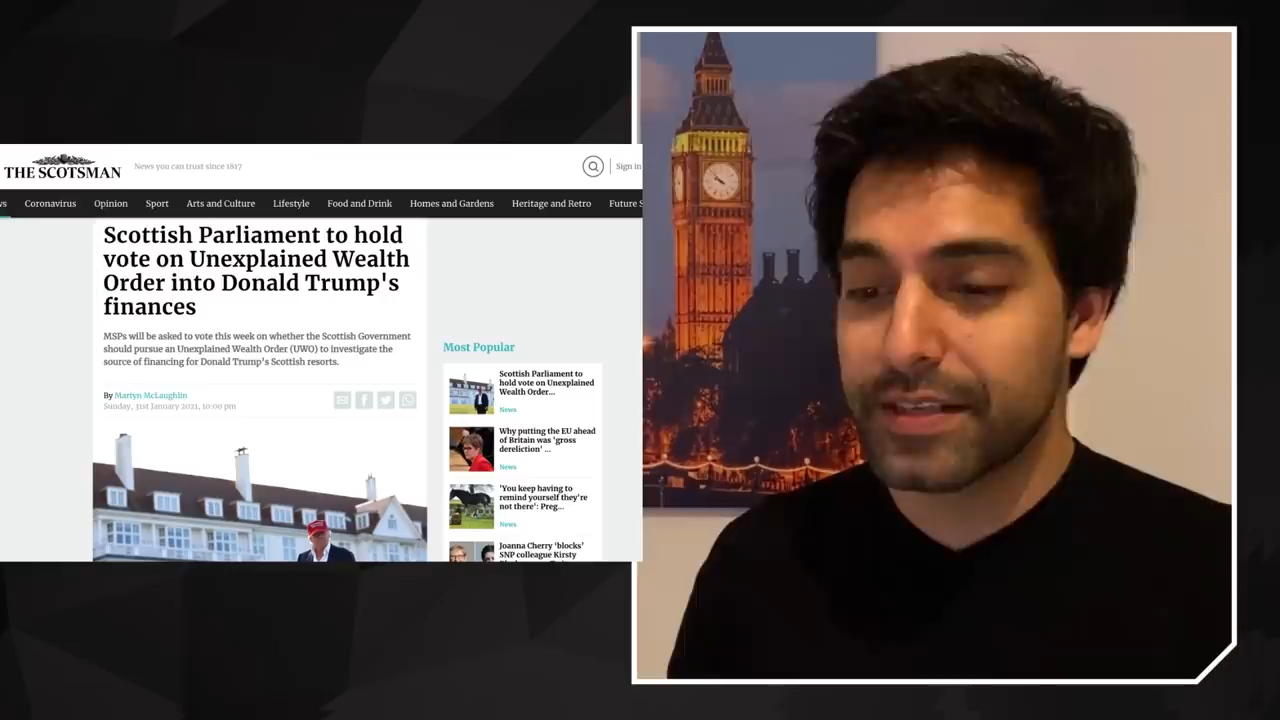 THE SCOTSMAN
News you can trust since 1817
Sign in
Coronavirus Opinion Sport Arts and Culture Lifestyle Food and Drink Homes and Gardens Heritage and Retro Future
Scottish Parliament to hold
vote on Unexplained Wealth
Order into Donald Trump's
finances
MSPs will be asked to vote this week on whether the Scottish Government
should pursue an Unexplained Wealth Order (UWO) to investigate the
source of financing for Donald Trump's Scottish resorts.
By Martyn McLaughlin
Sunday, 31st January 2021, 10:00 pm
Most Popular
Scottish Parliament to
hold vote on Unexplained
Wealth Order...
News
Why putting the EU ahead
of Britain was 'gross
dereliction' ...
News
'You keep having to
remind yourself they're
not there': Preg...
News
Joanna Cherry 'blocks'
SNP colleague Kirsty